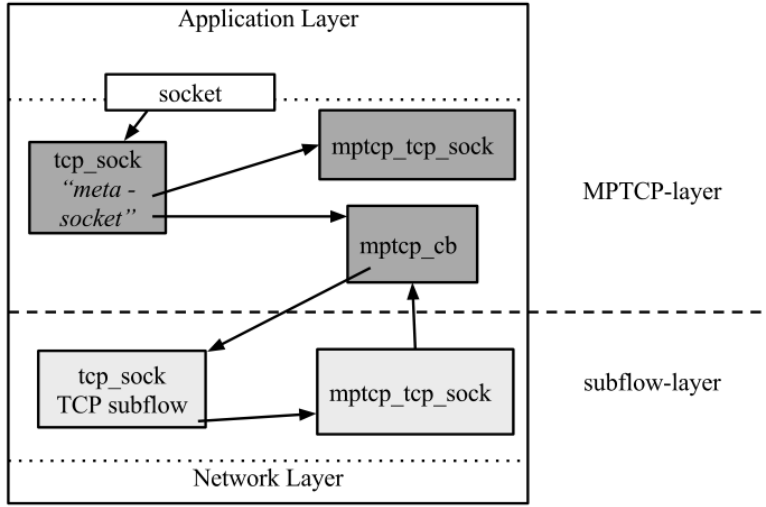 Application Layer
socket
tcp_sock
“meta -
socket”
mptcp_tcp_sock
MPTCP-layer
mptcp_cb
tcp_sock
TCP subflow
mptcp_tcp_sock
subflow-layer
Network Layer